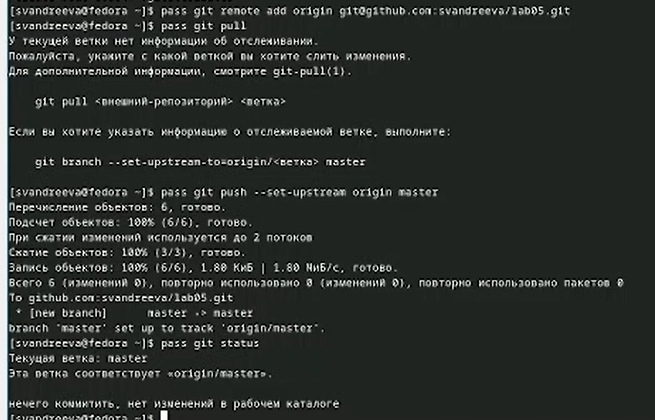 [svandreeva@fedora ~]$ pass git remote add origin git@github.com:svandreeva/lab05.git
[svandreeva@fedora ~]$ pass git pull
У текущей ветки нет информации об отслеживании.
Пожалуйста, укажите с какой веткой вы хотите слить изменения.
Для дополнительной информации, смотрите git-pull(1).
git pull <внешний-репозиторий> <ветка>
Если вы хотите указать информацию о отслеживаемой ветке, выполните:
git branch --set-upstream-to=origin/<ветка> master
[svandreeva@fedora ~]$ pass git push --set-upstream origin master
Перечисление объектов: 6, готово.
Подсчет объектов: 100% (6/6), готово.
При сжатии изменений используется до 2 потоков
Сжатие объектов: 100% (3/3), готово.
Запись объектов: 100% (6/6), 1.80 КиБ | 1.80 МиБ/с, готово.
Всего 6 (изменений 0), повторно использовано 0 (изменений 0), повторно использовано пакетов 0
To github.com:svandreeva/lab05.git
* [new branch] master -> master
branch 'master' set up to track 'origin/master'.
[svandreeva@fedora ~]$ pass git status
Текущая ветка: master
Эта ветка соответствует «origin/master».
нечего коммитить, нет изменений в рабочем каталоге
[svandreeva@fedora ~]$